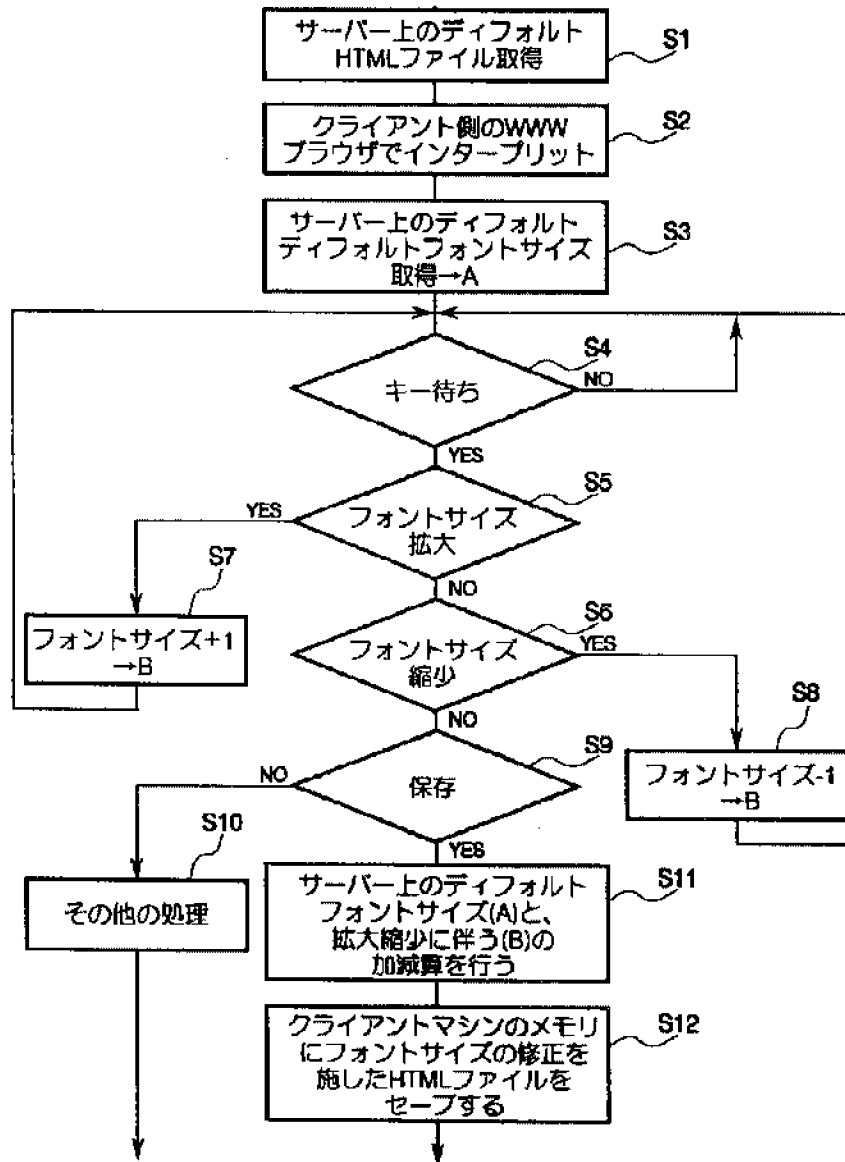 サーバー上のディフォルト
HTMLファイル取得
S1
クライアント側のWWW
ブラウザでインタープリット
S2
サーバー上のディフォルト
ディフォルトフォントサイズ
取得→A
S3
S4
キー待ち
NO
YES
S5
フォントサイズ
拡大
YES
NO
S7
フォントサイズ+1
→B
S6
フォントサイズ
縮少
YES
NO
S8
フォントサイズ-1
→B
S9
保存
NO
YES
S10
その他の処理
サーバー上のディフォルト
フォントサイズ(A)と、
拡大縮少に伴う(B)の
加減算を行う
S11
クライアントマシンのメモリ
にフォントサイズの修正を
施したHTMLファイルを
セーブする
S12